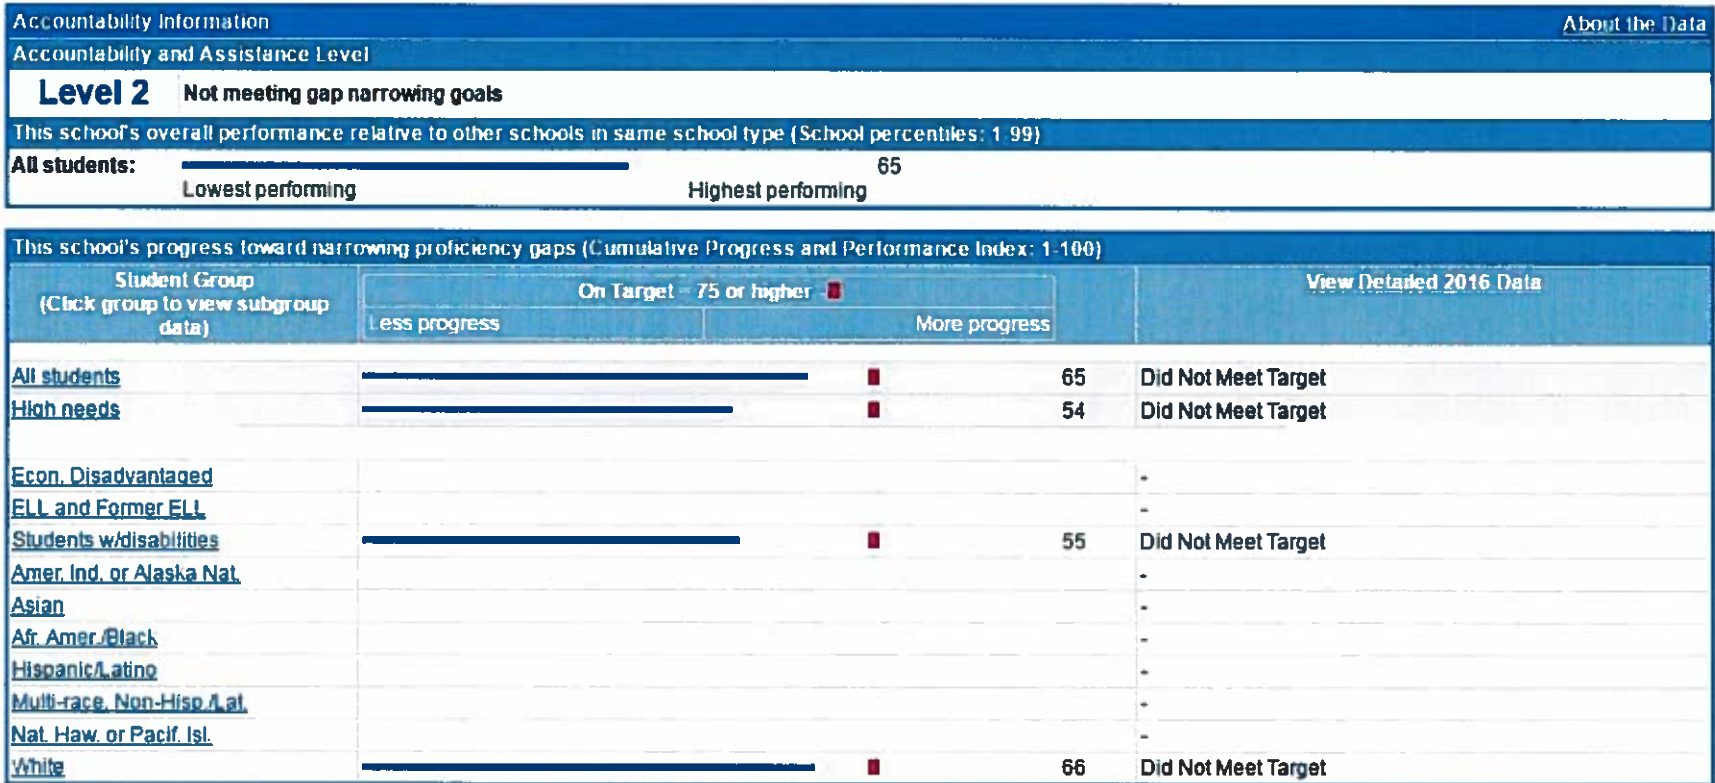 Accountability Information About the Data
Accountability and Assistance Level
Level 2 Not meeting gap narrowing goals
This school's overall performance relative to other schools in same school type (School percentiles: 1-99)
All students: 65
Lowest performing Highest performing
This school's progress toward narrowing proficiency gaps (Cumulative Progress and Performance Index: 1-100)
Student Group
(Click group to view subgroup
data)
On Target = 75 or higher -
Less progress More progress
View Detailed 2016 Data
All students 65 Did Not Meet Target
High needs 54 Did Not Meet Target
Econ. Disadvantaged -
ELL and Former ELL -
Students w/disabilities 55 Did Not Meet Target
Amer. Ind. or Alaska Nat. -
Asian -
Afr. Amer./Black -
Hispanic/Latino -
Multi-race, Non-Hisp./Lat. -
Nat. Haw. or Pacif. Isl. -
White 66 Did Not Meet Target